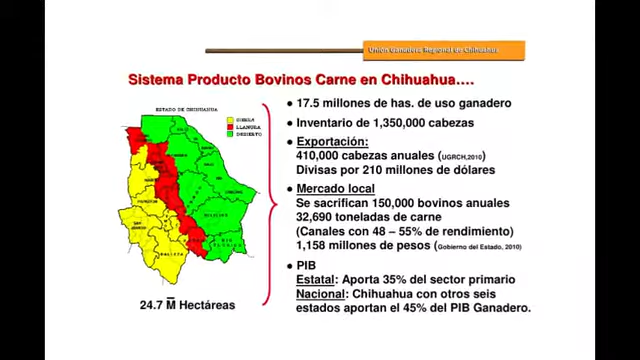 Unión Ganadera Regional de Chihuahua
Sistema Producto Bovinos Carne en Chihuahua….
ESTADO DE CHIHUAHUA
SIERRA
LLANURA
DESIERTO
24.7 M̅ Hectáreas
• 17.5 millones de has. de uso ganadero
• Inventario de 1,350,000 cabezas
• Exportación:
410,000 cabezas anuales (UGRCH,2010)
Divisas por 210 millones de dólares
• Mercado local
Se sacrifican 150,000 bovinos anuales
32,690 toneladas de carne
(Canales con 48 – 55% de rendimiento)
1,158 millones de pesos (Gobierno del Estado, 2010)
• PIB
Estatal: Aporta 35% del sector primario
Nacional: Chihuahua con otros seis
estados aportan el 45% del PIB Ganadero.